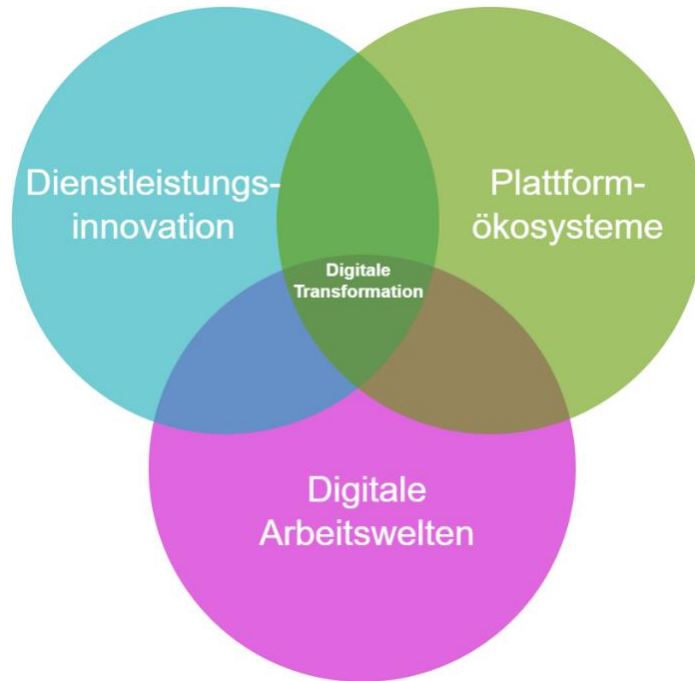 Dienstleistungs-
innovation
Plattform-
ökosysteme
Digitale
Transformation
Digitale
Arbeitswelten